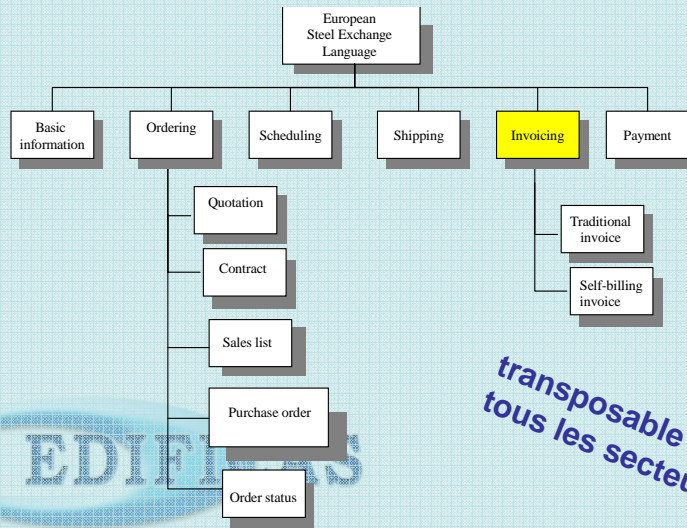 European
Steel Exchange
Language
Basic
information
Ordering
Scheduling
Shipping
Invoicing
Payment
Quotation
Contract
Sales list
Purchase order
Order status
Traditional
invoice
Self-billing
invoice
transposable
tous les